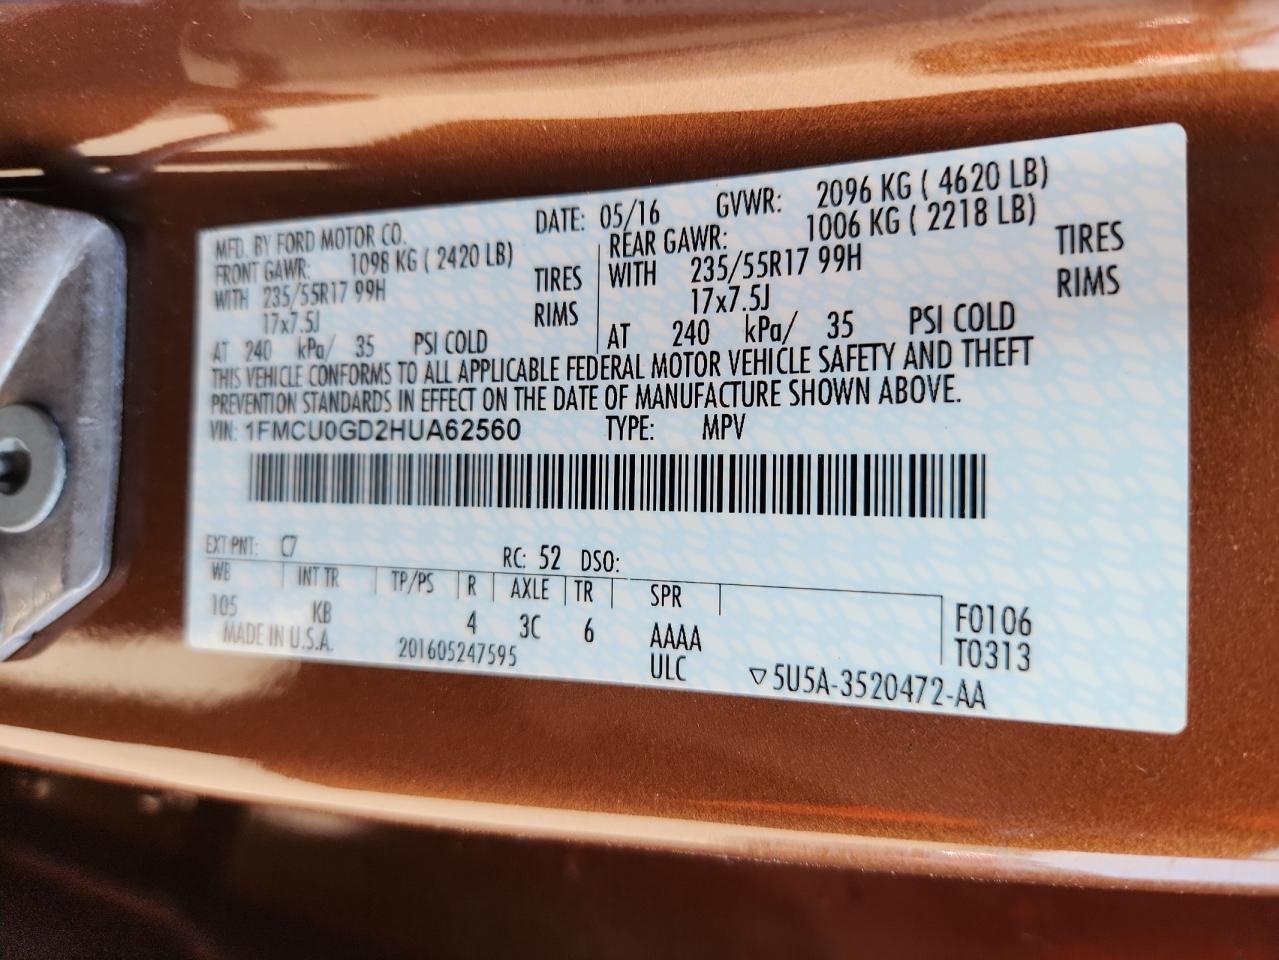 MFD. BY FORD MOTOR CO. DATE: 05/16 GVWR: 2096 KG ( 4620 LB)
FRONT GAWR: 1098 KG ( 2420 LB) REAR GAWR: 1006 KG ( 2218 LB)
WITH 235/55R17 99H TIRES WITH 235/55R17 99H TIRES
17x7.5J RIMS 17x7.5J RIMS
AT 240 kPa/ 35 PSI COLD AT 240 kPa/ 35 PSI COLD
THIS VEHICLE CONFORMS TO ALL APPLICABLE FEDERAL MOTOR VEHICLE SAFETY AND THEFT
PREVENTION STANDARDS IN EFFECT ON THE DATE OF MANUFACTURE SHOWN ABOVE.
VIN: 1FMCU0GD2HUA62560 TYPE: MPV
EXT PNT: C7 RC: 52 DSO:
WB INT TR TP/PS R AXLE TR SPR
105 KB 4 3C 6 AAAA F0106
MADE IN U.S.A. 201605247595 ULC T0313
▽5U5A-3520472-AA